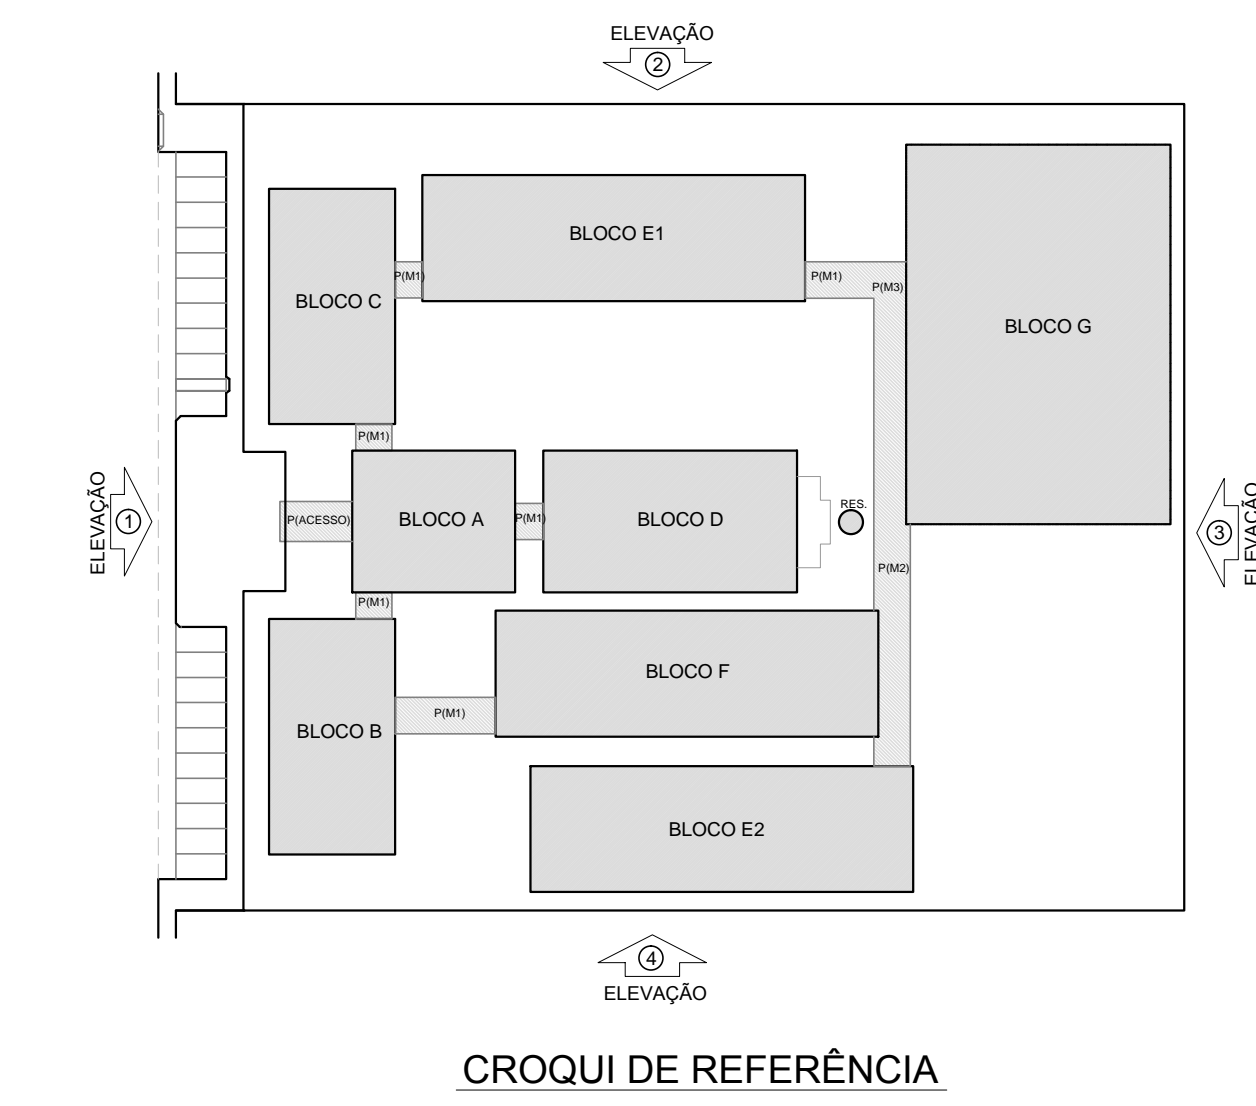 ELEVAÇÃO
2
BLOCO E1
P(M1)
P(M1)
P(M3)
BLOCO C
BLOCO G
P(M1)
ELEVAÇÃO
1
P(ACESSO)
BLOCO A
P(M1)
BLOCO D
RES.
3
ELEVAÇÃO
P(M2)
P(M1)
BLOCO F
P(M1)
BLOCO B
BLOCO E2
4
ELEVAÇÃO
CROQUI DE REFERÊNCIA